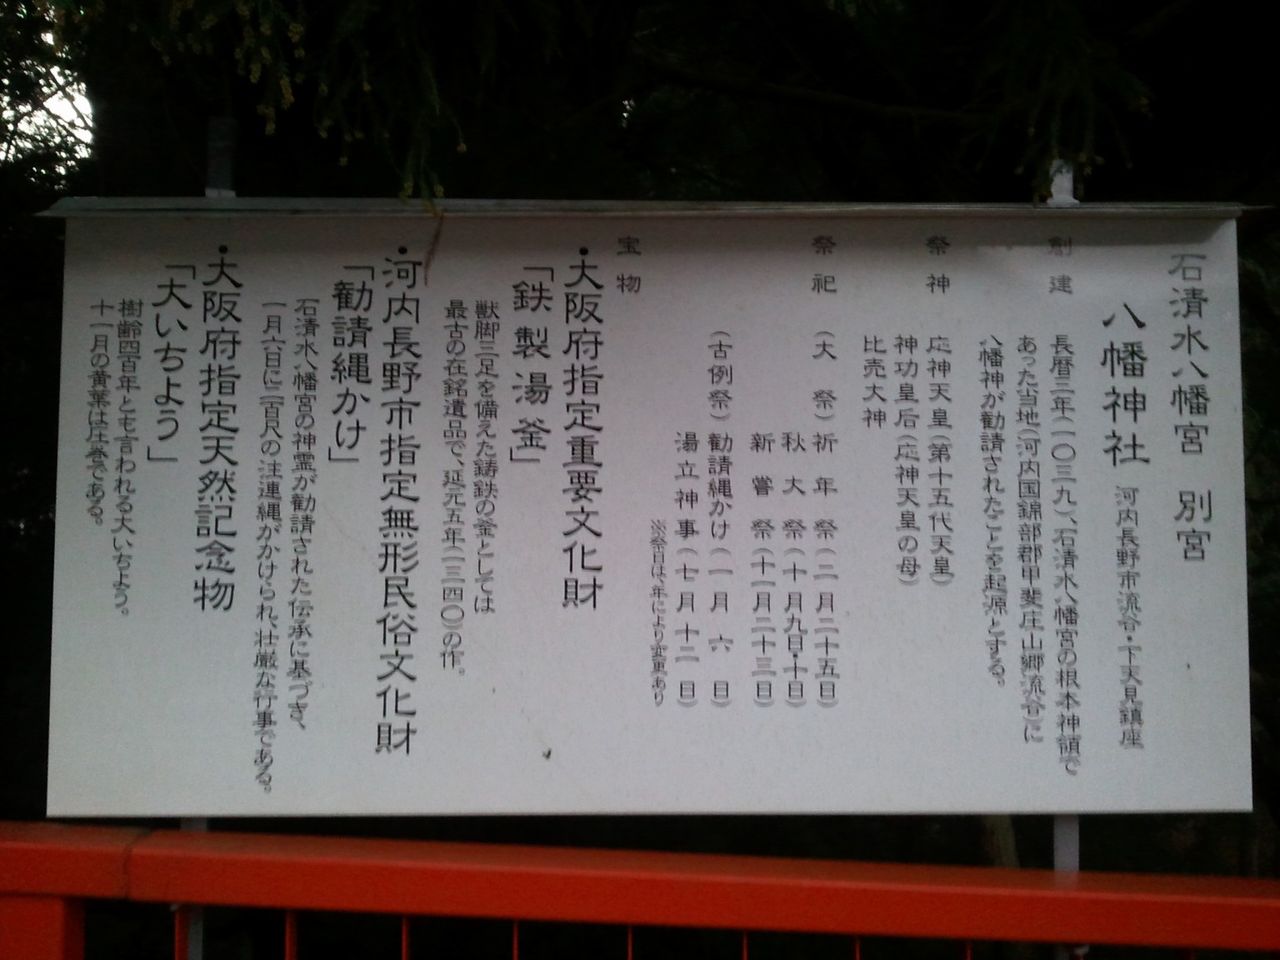 石清水八幡宮 別宮
八幡神社 河内長野市流谷・下天見鎮座
創建 長暦三年(一〇三九)、石清水八幡宮の根本神領で
あった当地(河内国錦部郡甲斐庄山郷流谷)に
八幡神が勧請されたことを起源とする。
祭神 応神天皇(第十五代天皇)
神功皇后(応神天皇の母)
比売大神
祭祀 (大祭) 祈年祭(二月二十五日)
秋大祭(十月九日・十日)
新嘗祭(十一月二十三日)
(古例祭) 勧請縄かけ(一月六日)
湯立神事(七月十二日)
※祭日は、年により変更あり
宝物
・大阪府指定重要文化財
「鉄製湯釜」
獣脚三足を備えた鋳鉄の釜としては
最古の在銘遺品で、延元五年(一三四〇)の作。
・河内長野市指定無形民俗文化財
「勧請縄かけ」
石清水八幡宮の神霊が勧請された伝承に基づき、
一月六日に二百尺の注連縄がかけられ、壮厳な行事である。
・大阪府指定天然記念物
「大いちょう」
樹齢四百年とも言われる大いちょう。
十一月の黄葉は圧巻である。